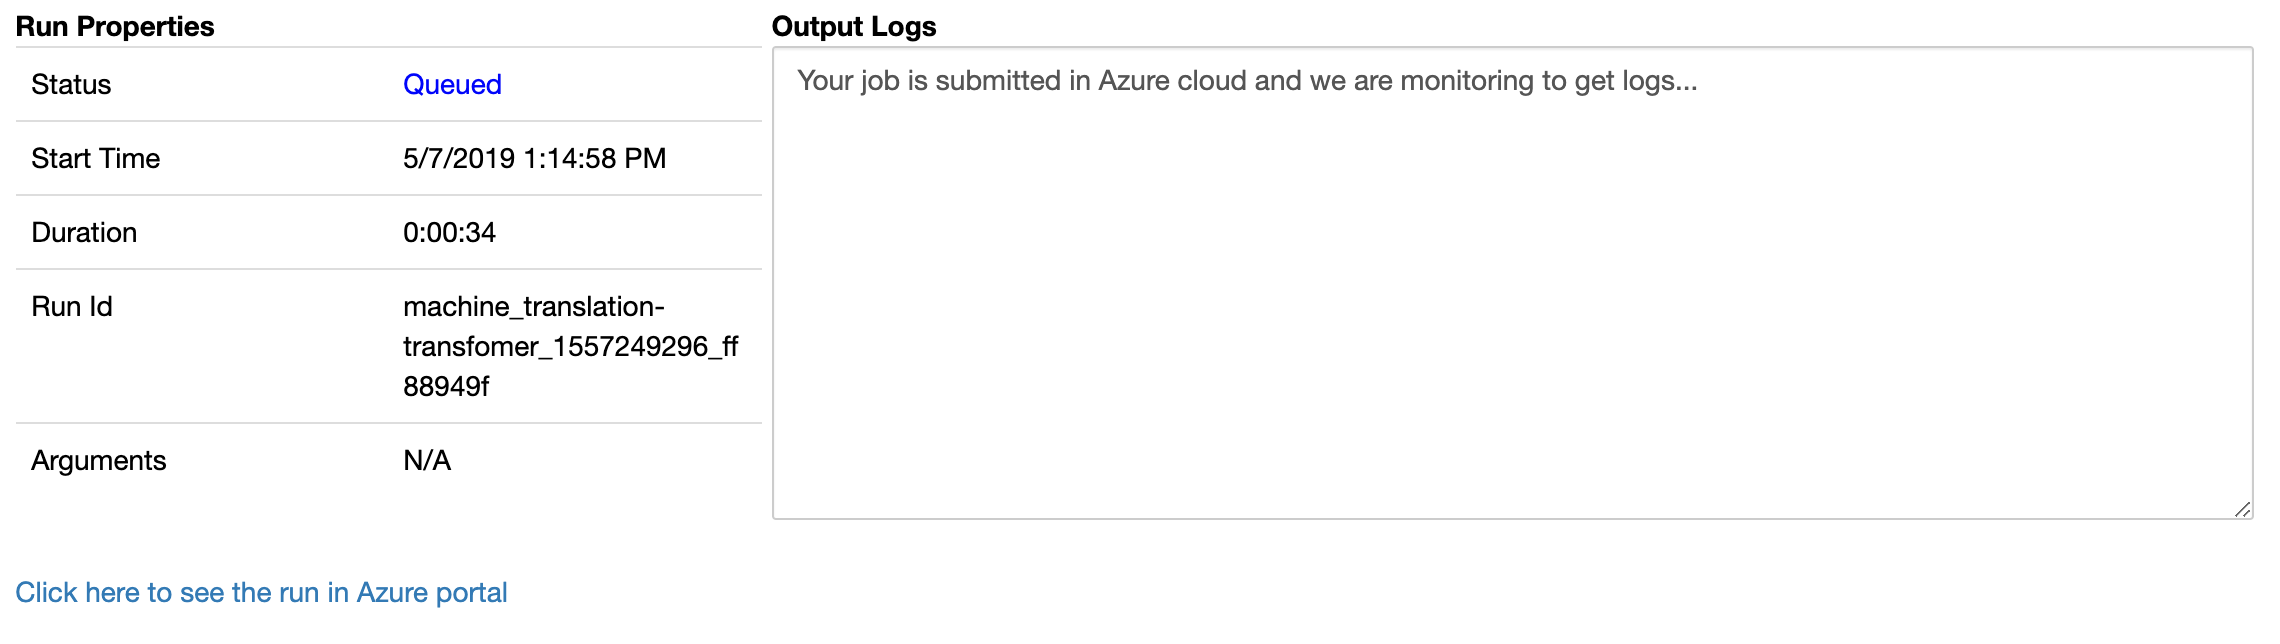 Run Properties
Status Queued
Start Time 5/7/2019 1:14:58 PM
Duration 0:00:34
Run Id machine_translation-
transfomer_1557249296_ff
88949f
Arguments N/A
Click here to see the run in Azure portal
Output Logs
Your job is submitted in Azure cloud and we are monitoring to get logs...